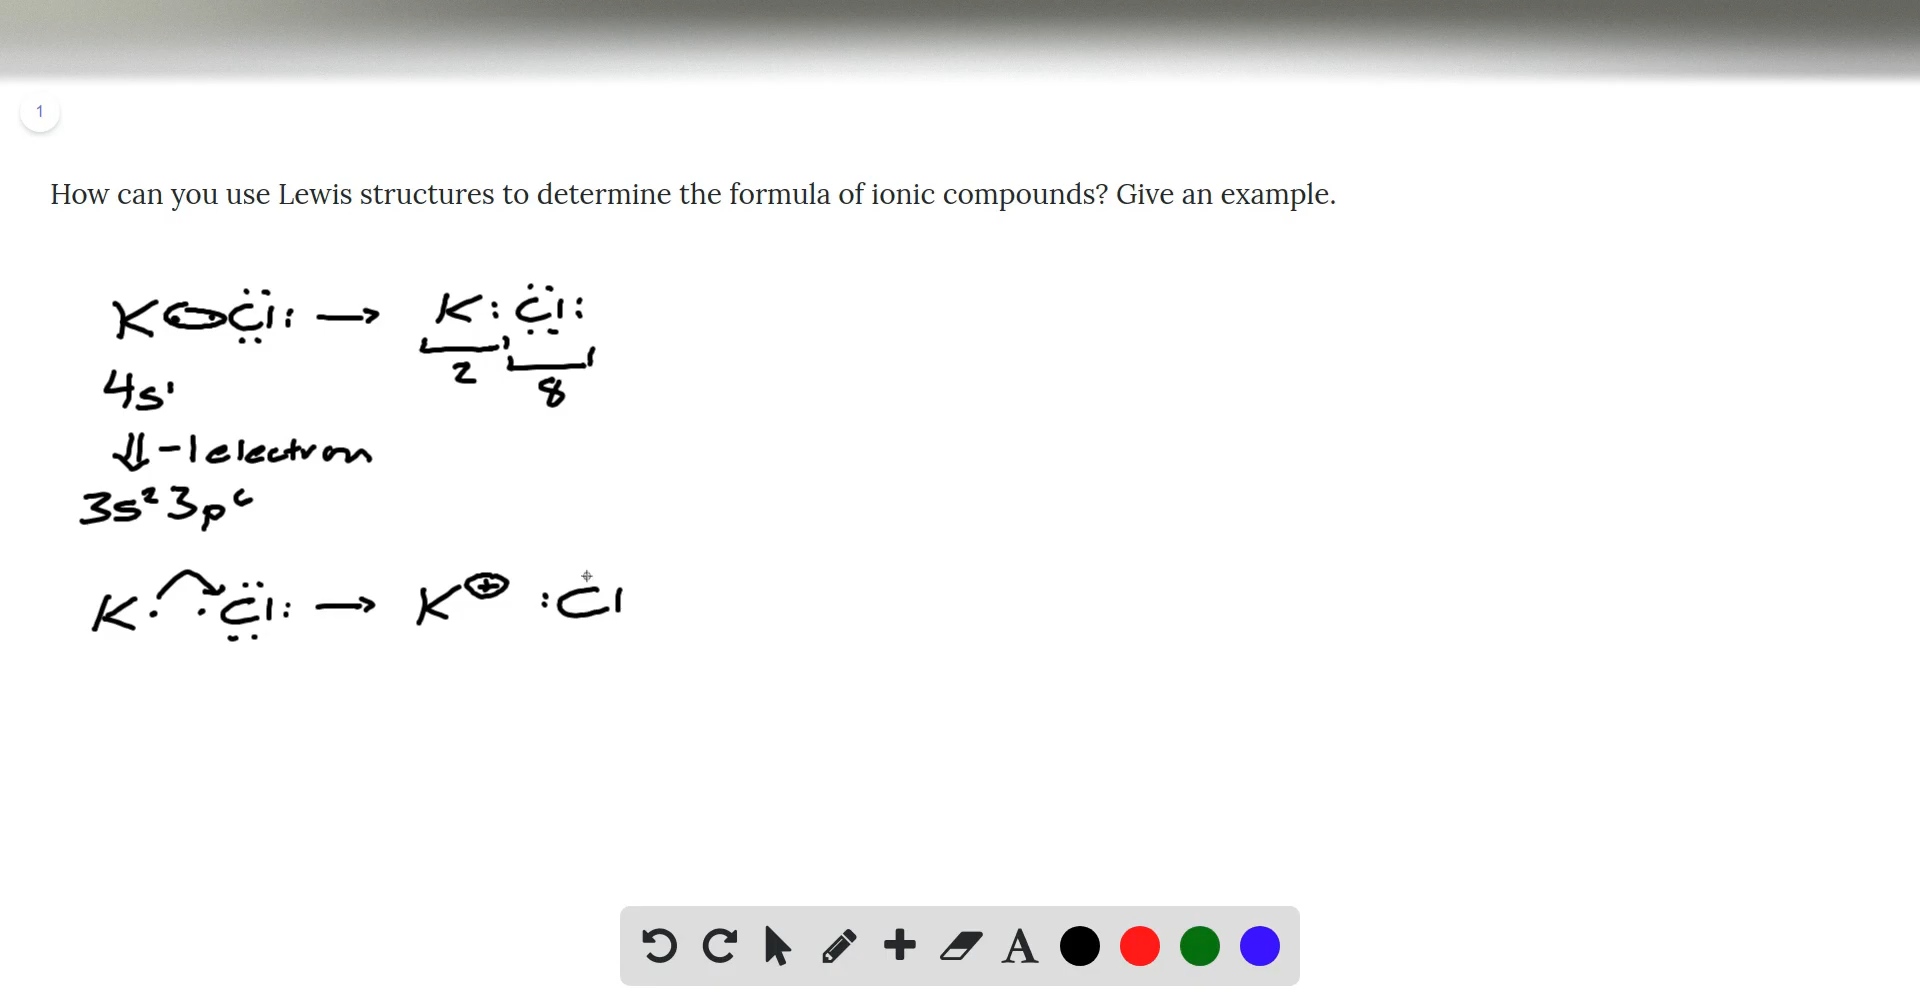 1
How can you use Lewis structures to determine the formula of ionic compounds? Give an example.
K · · Cl: → K : Cl:
2
8
4s¹
⇓ -1 electron
3s² 3p⁶
K · · Cl: → K⊕ :Cl
A